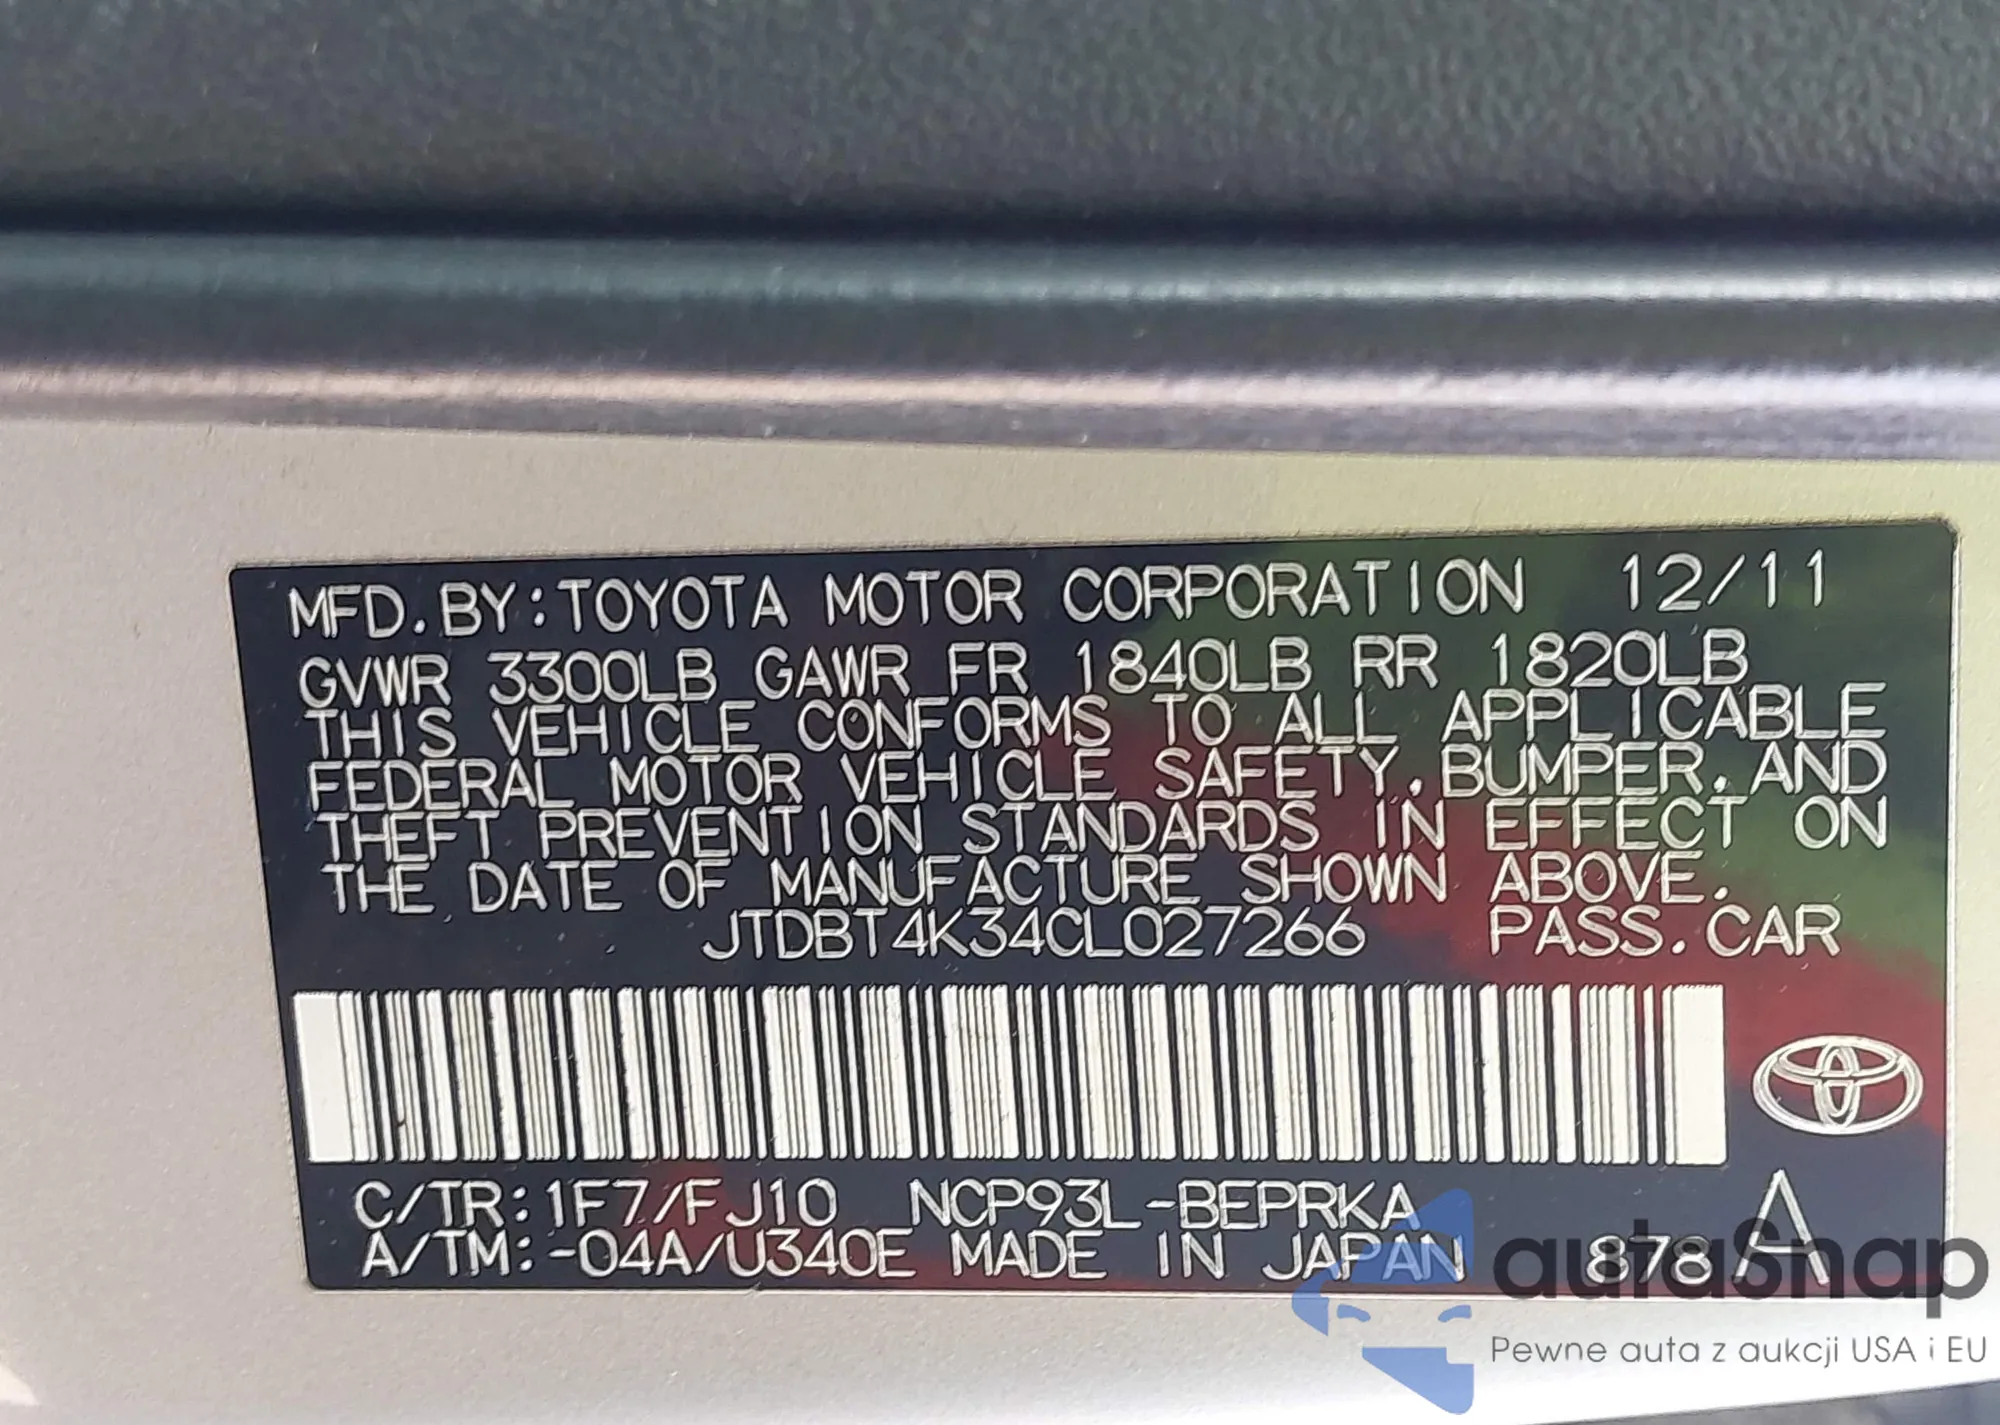 MFD.BY:TOYOTA MOTOR CORPORATION 12/11
GVWR 3300LB GAWR FR 1840LB RR 1820LB
THIS VEHICLE CONFORMS TO ALL APPLICABLE
FEDERAL MOTOR VEHICLE SAFETY,BUMPER,AND
THEFT PREVENTION STANDARDS IN EFFECT ON
THE DATE OF MANUFACTURE SHOWN ABOVE.
JTDBT4K34CL027266 PASS.CAR
C/TR:1F7/FJ10 NCP93L-BEPRKA
A/TM:-04A/U340E MADE IN JAPAN 878A
autoSnap
Pewne auta z aukcji USA i EU